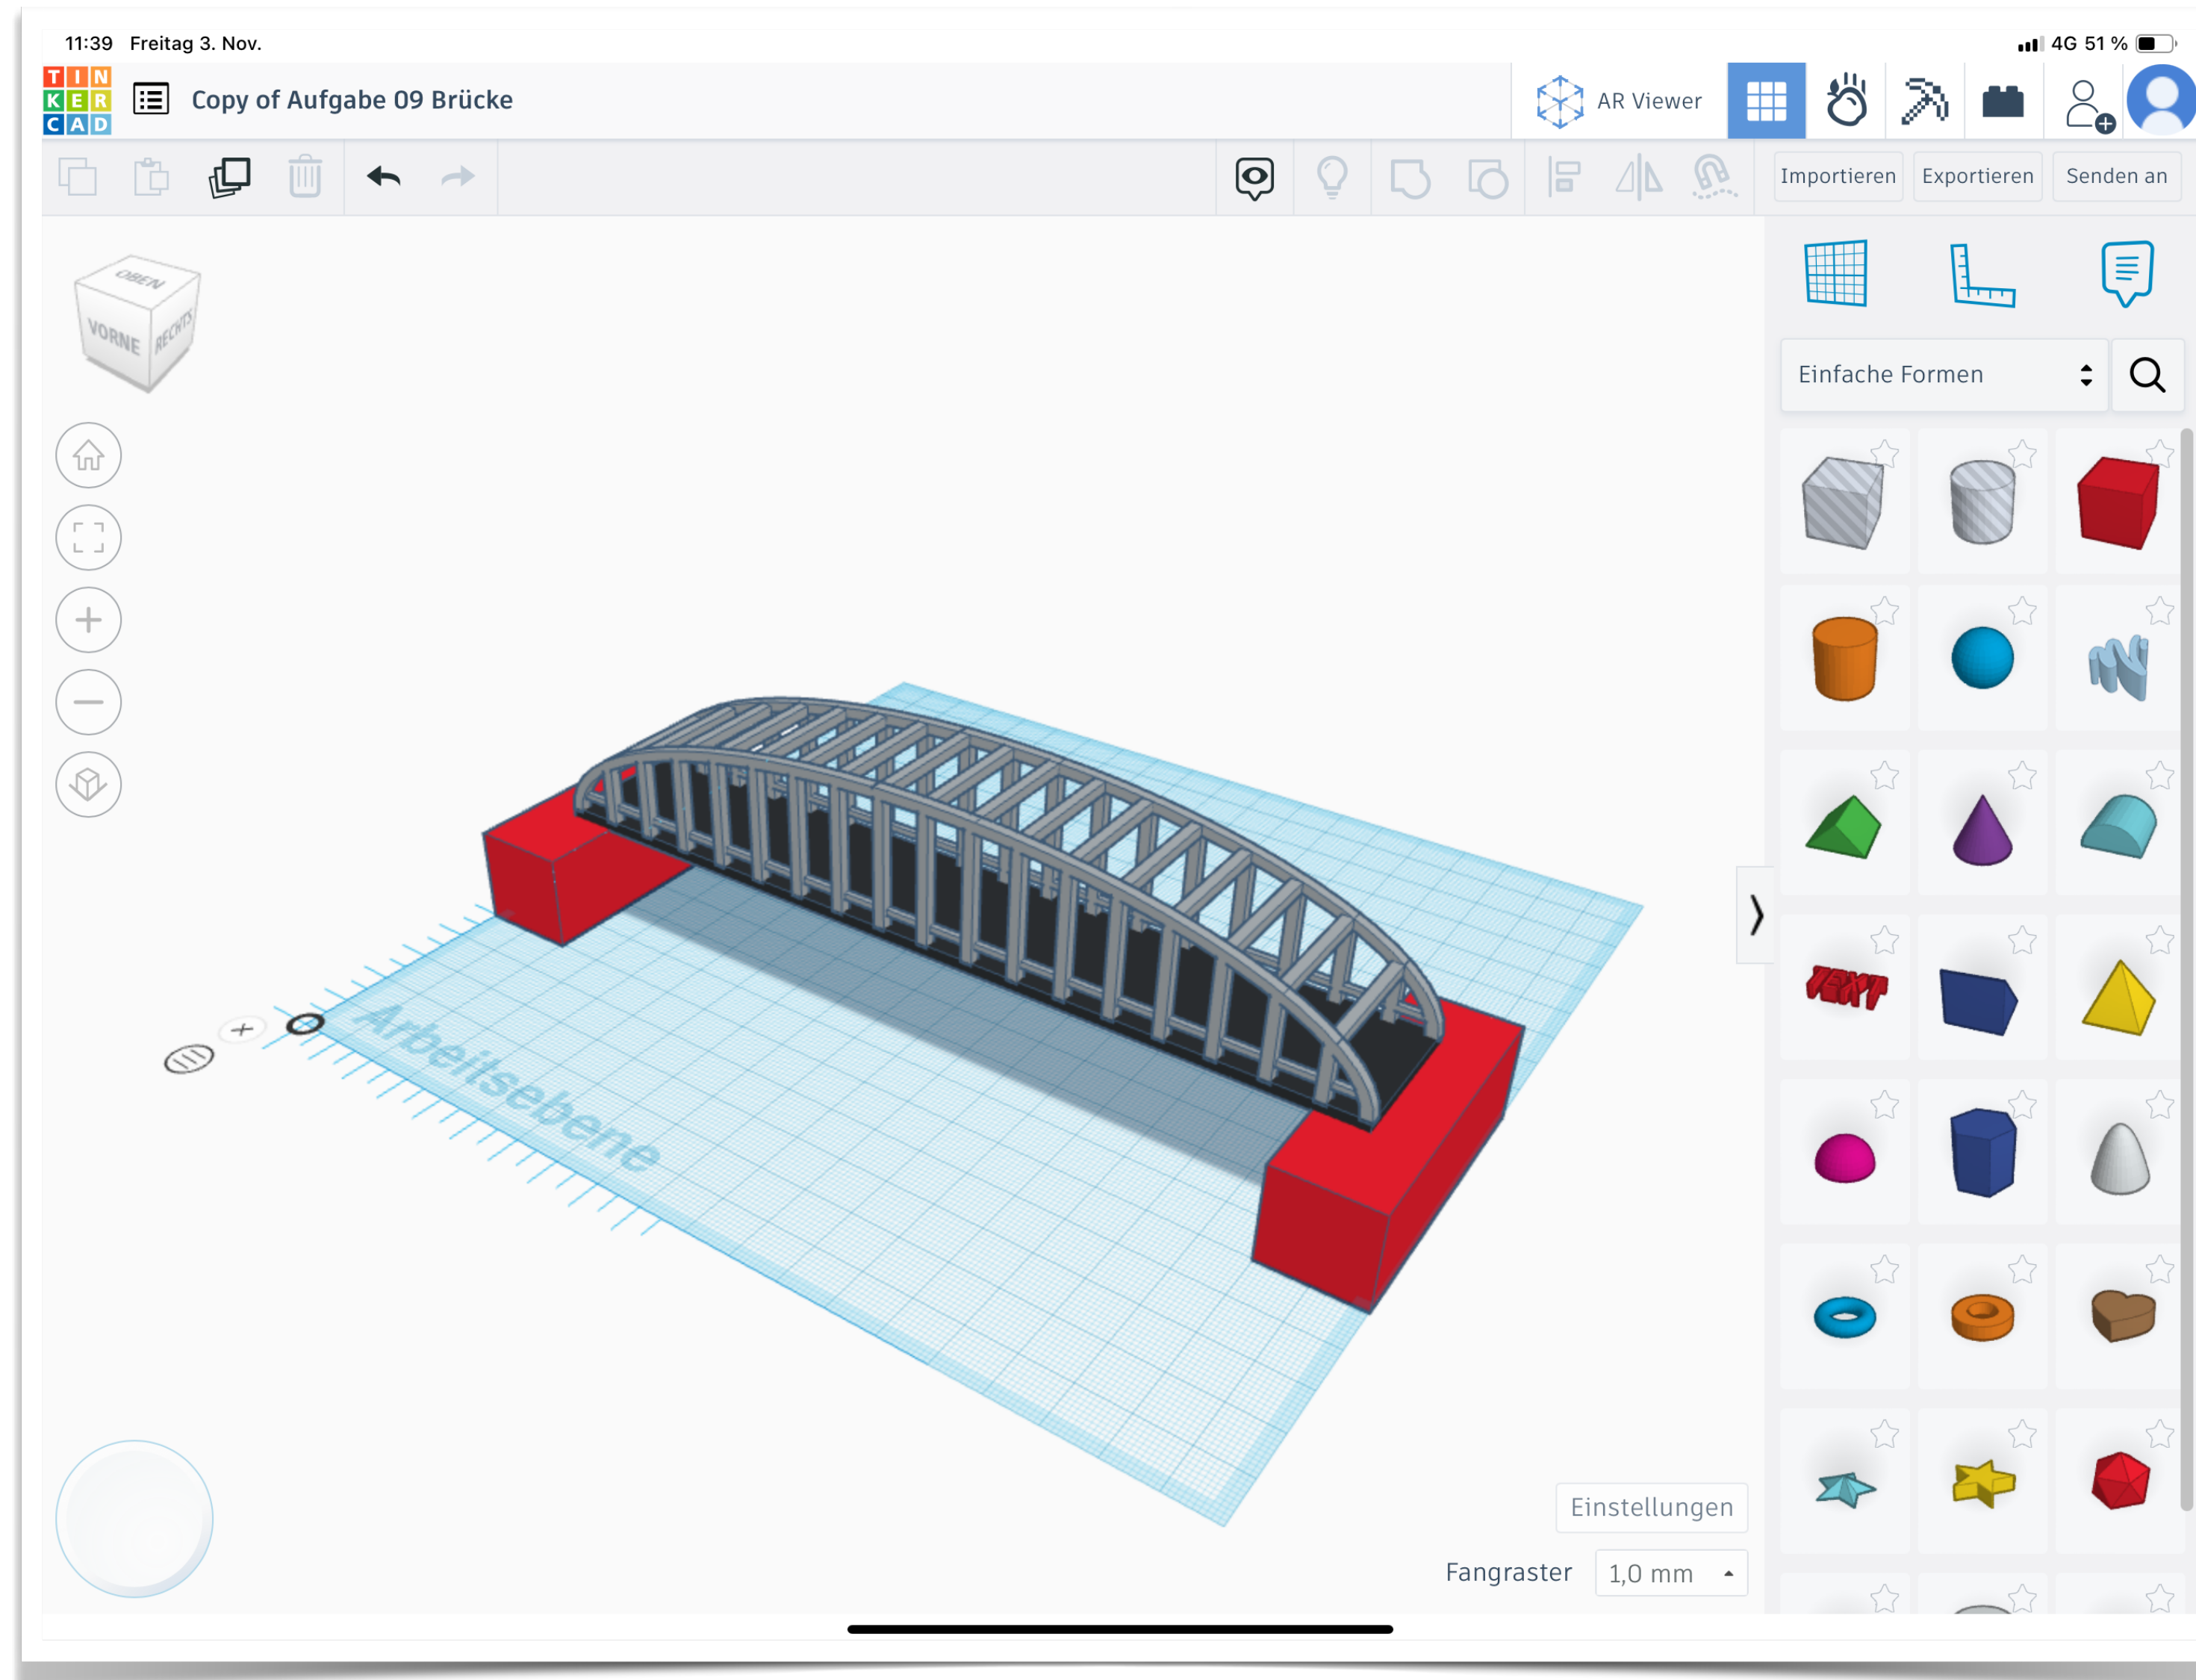 11:39 Freitag 3. Nov.
4G 51 %
TIN
KER
CAD
Copy of Aufgabe 09 Brücke
AR Viewer
Importieren
Exportieren
Senden an
OBEN
VORNE
RECHTS
Einfache Formen
TEXT
Arbeitsebene
Einstellungen
Fangraster
1,0 mm